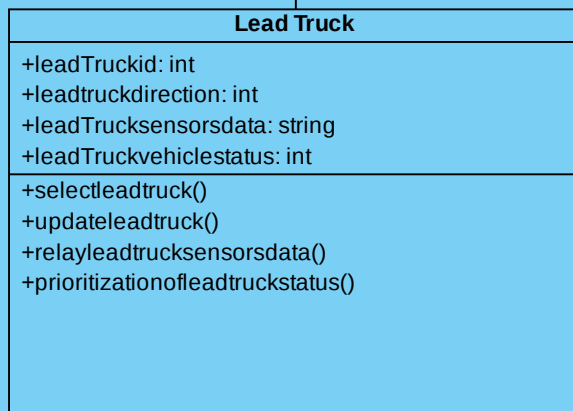 Lead Truck
+leadTruckid: int
+leadtruckdirection: int
+leadTrucksensorsdata: string
+leadTruckvehiclestatus: int
+selectleadtruck()
+updateleadtruck()
+relayleadtrucksensorsdata()
+prioritizationofleadtruckstatus()